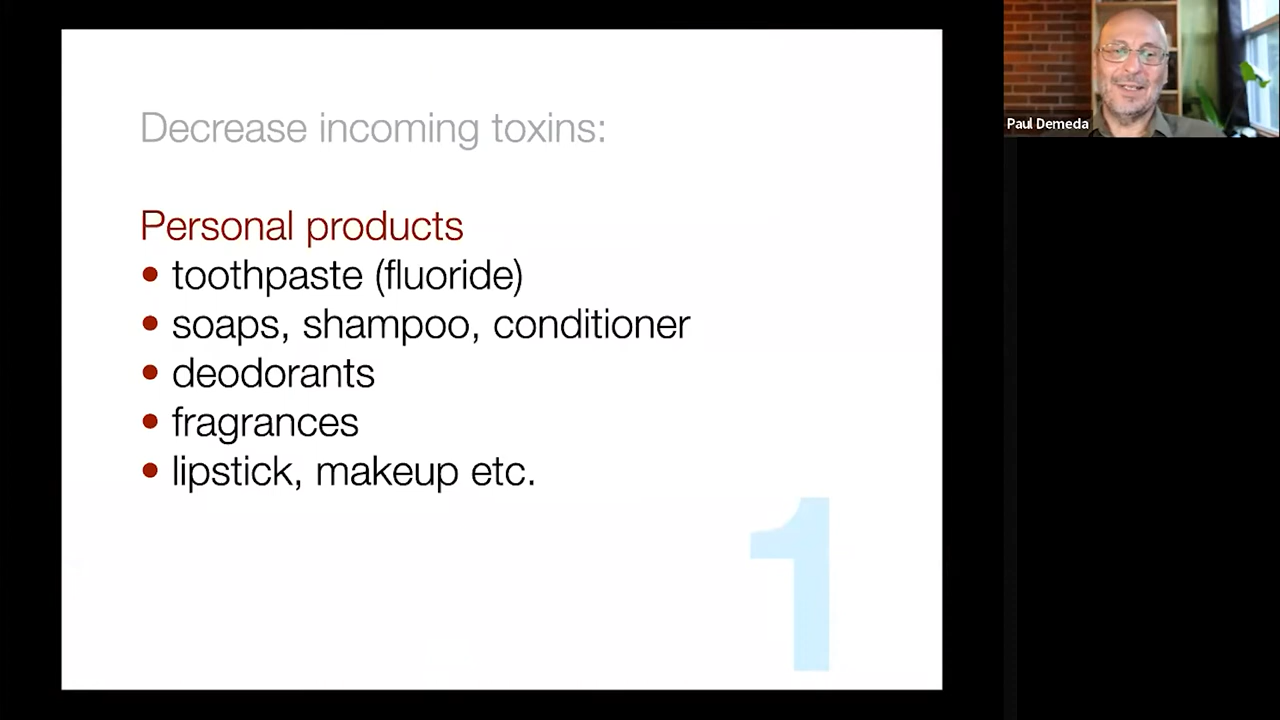 Decrease incoming toxins:
Personal products
• toothpaste (fluoride)
• soaps, shampoo, conditioner
• deodorants
• fragrances
• lipstick, makeup etc.
1
Paul Demeda